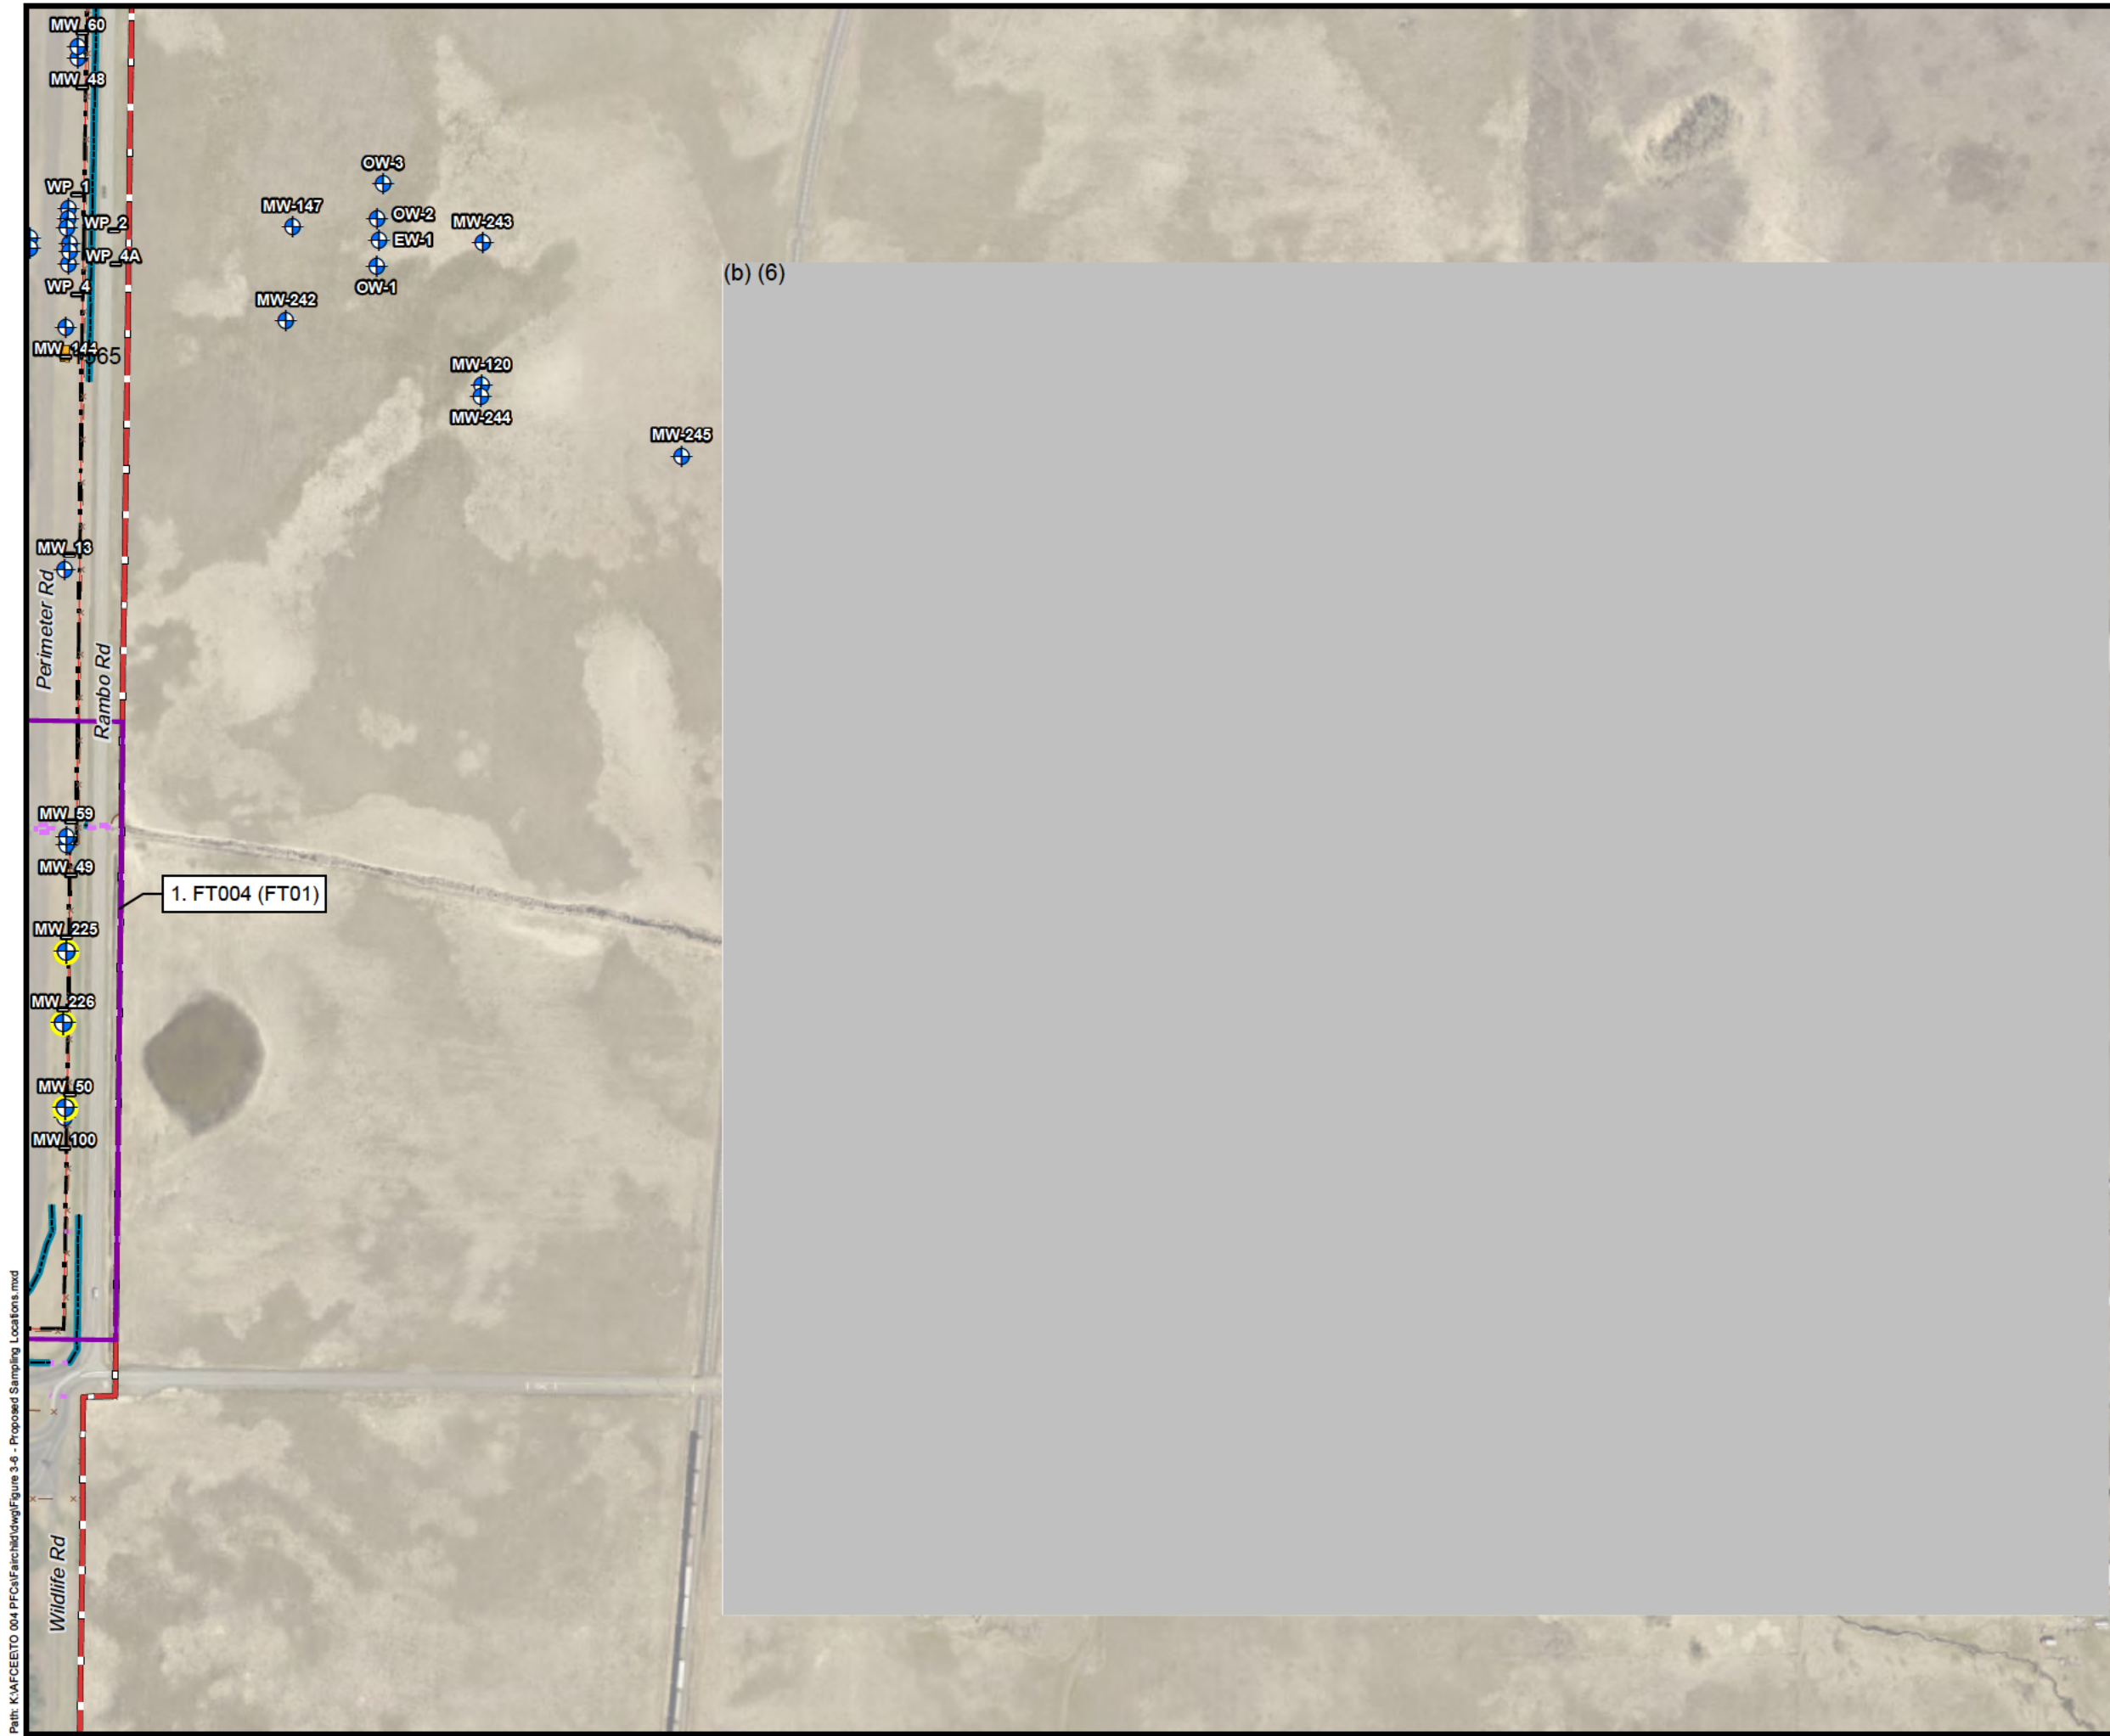 MW_60
MW_48
OW-3
WP_1
MW-147
OW-2
WP_2
MW-243
EW-1
WP_4A
(b) (6)
WP_4
OW-1
MW-242
MW_144
MW-120
MW-244
MW-245
MW_13
Perimeter Rd
Rambo Rd
MW_59
MW_49
1. FT004 (FT01)
MW_225
MW_226
MW_50
MW_100
Wildlife Rd
Path: K:\AFCEE\TO 004 PFCs\Fairchild\dwg\Figure 3-6 - Proposed Sampling Locations.mxd